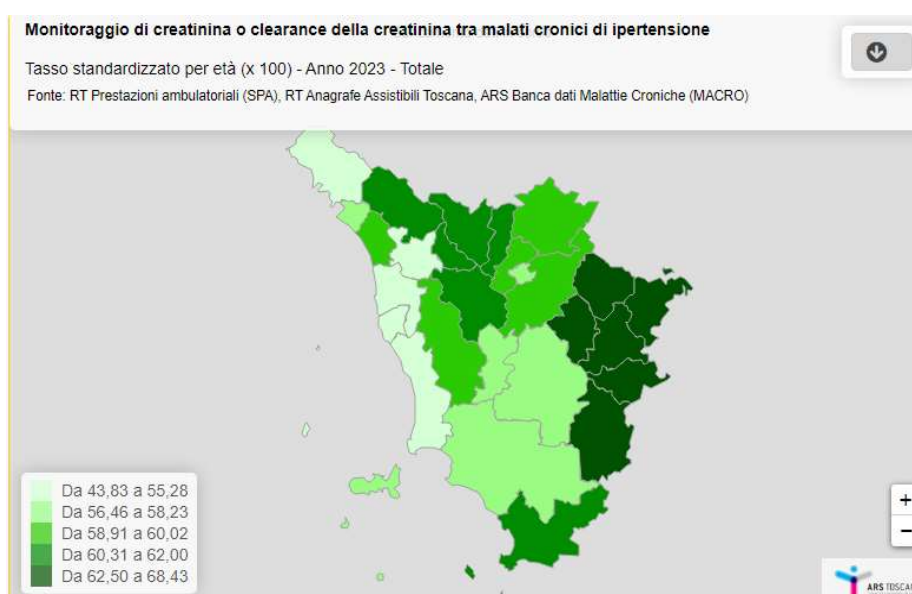 Monitoraggio di creatinina o clearance della creatinina tra malati cronici di ipertensione
Tasso standardizzato per età (x 100) - Anno 2023 - Totale
Fonte: RT Prestazioni ambulatoriali (SPA), RT Anagrafe Assistibili Toscana, ARS Banca dati Malattie Croniche (MACRO)
Da 43,83 a 55,28
Da 56,46 a 58,23
Da 58,91 a 60,02
Da 60,31 a 62,00
Da 62,50 a 68,43
+
−
ARS TOSCAN